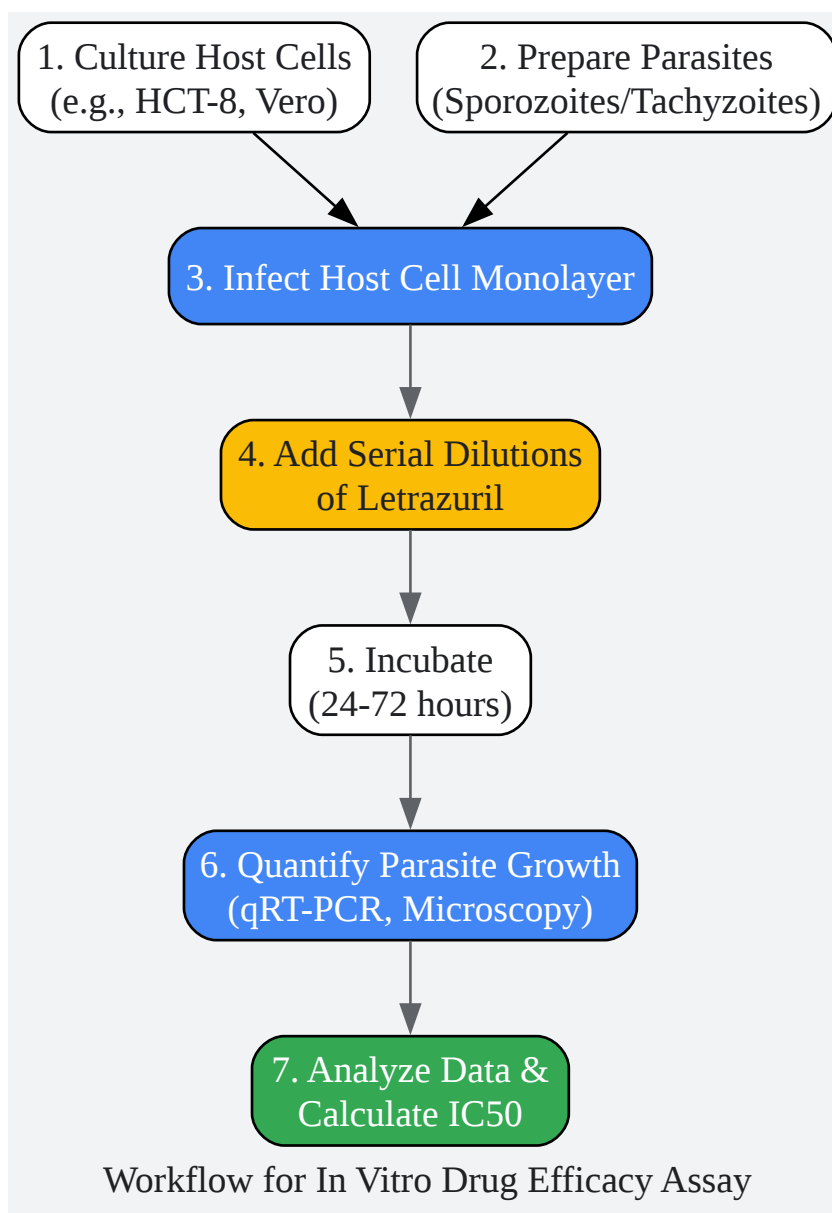 1. Culture Host Cells
(e.g., HCT-8, Vero)
2. Prepare Parasites
(Sporozoites/Tachyzoites)
3. Infect Host Cell Monolayer
4. Add Serial Dilutions
of Letrazuril
5. Incubate
(24-72 hours)
6. Quantify Parasite Growth
(qRT-PCR, Microscopy)
7. Analyze Data &
Calculate IC50
Workflow for In Vitro Drug Efficacy Assay